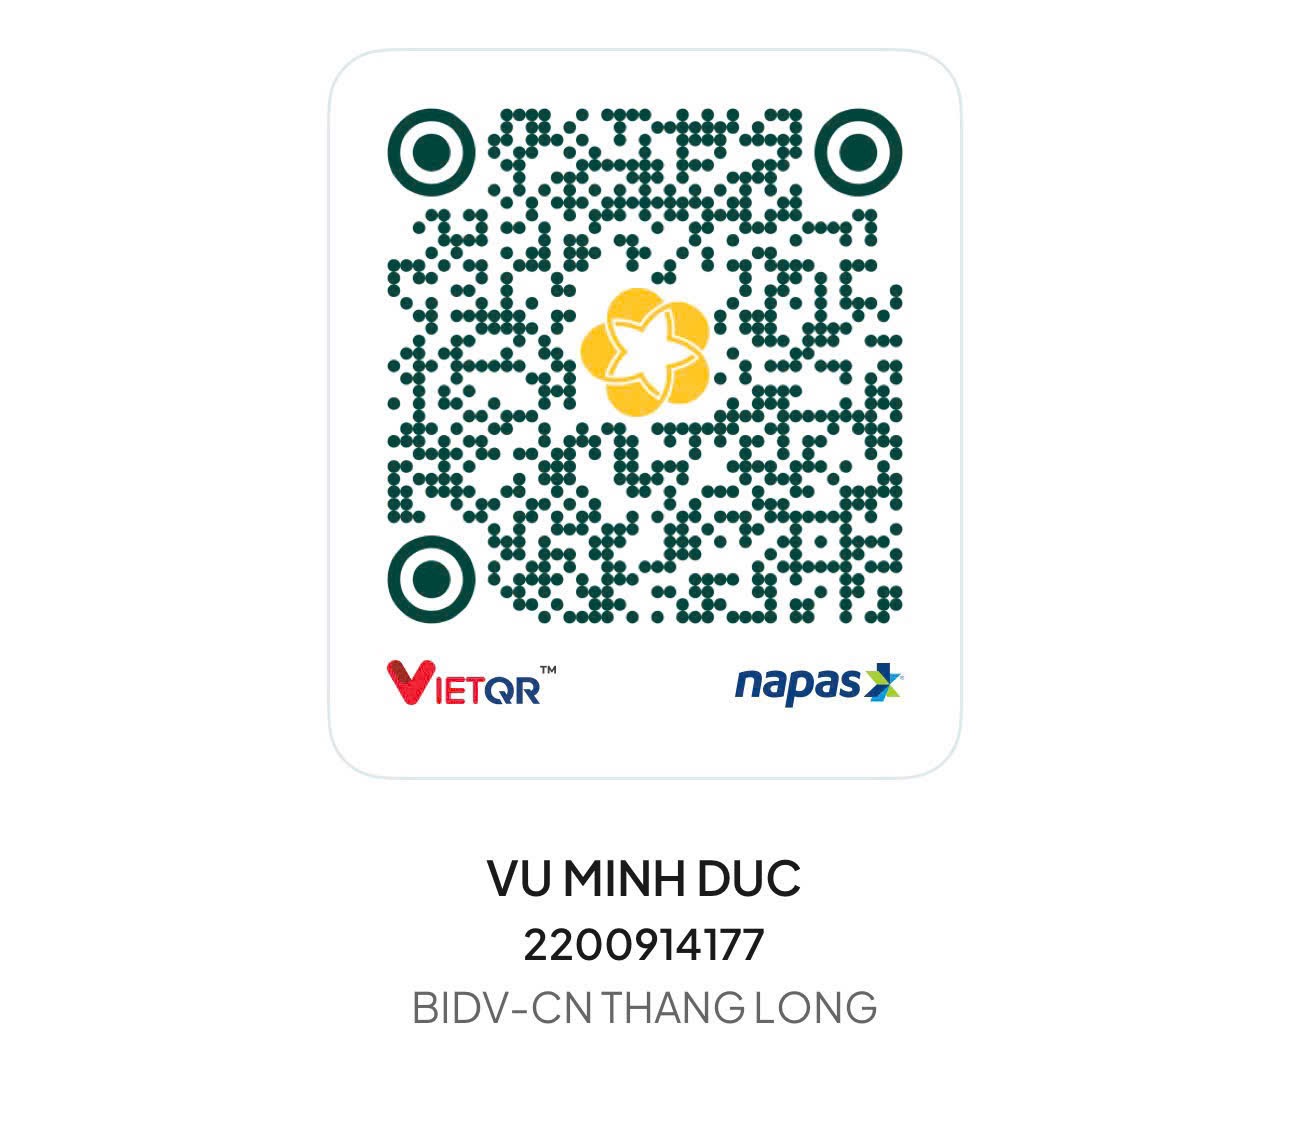 VIETQR™
napas
VU MINH DUC
2200914177
BIDV-CN THANG LONG